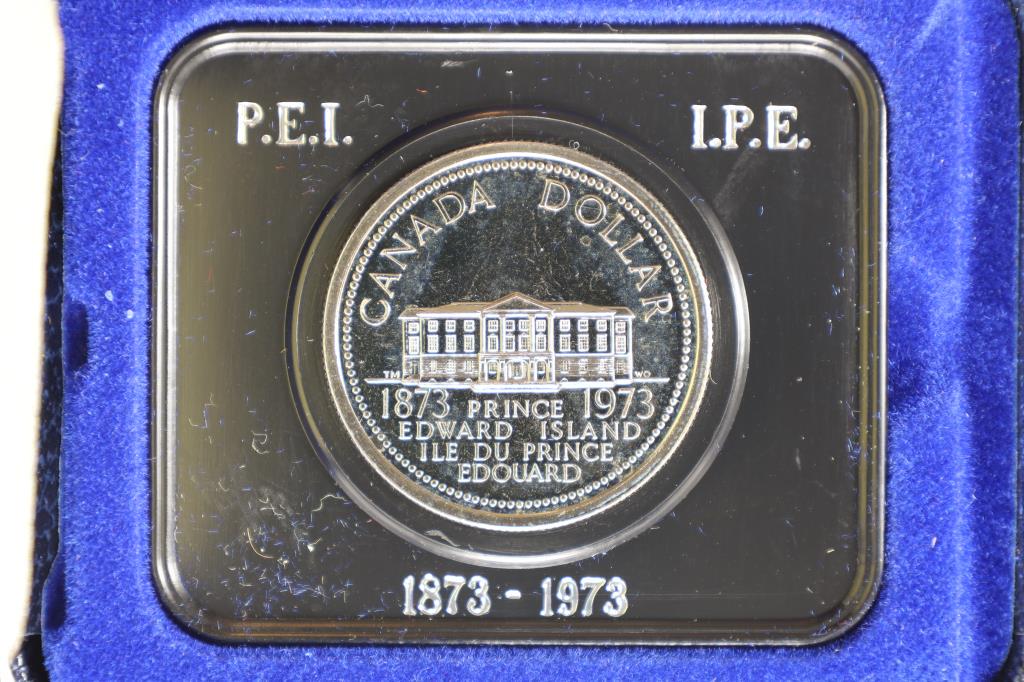 P.E.I. I.P.E.
CANADA DOLLAR
TM WO
1873 PRINCE 1973
EDWARD ISLAND
ILE DU PRINCE
EDOUARD
1873 - 1973